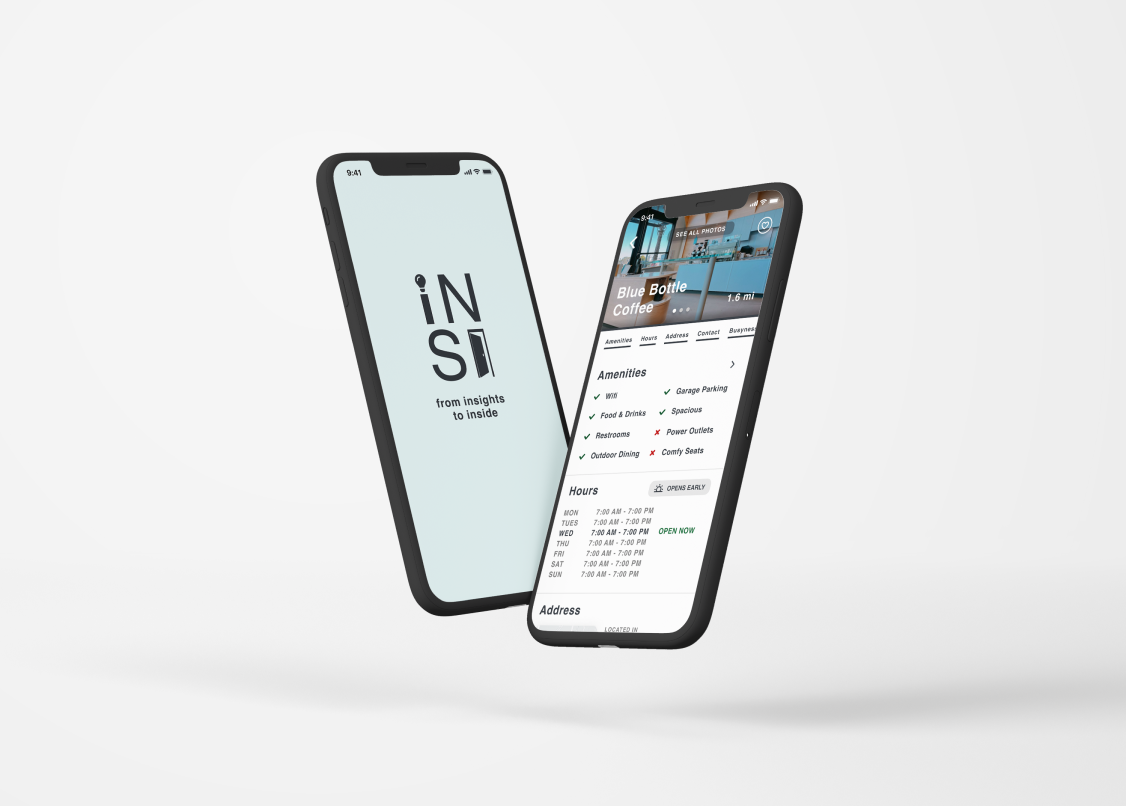 9:41
iN
SI
from insights
to inside
9:41
SEE ALL PHOTOS
Blue Bottle
Coffee
1.6 mi
Amenities Hours Address Contact Busyness
Amenities
Wifi Garage Parking
Food & Drinks Spacious
Restrooms Power Outlets
Outdoor Dining Comfy Seats
Hours OPENS EARLY
MON 7:00 AM - 7:00 PM
TUES 7:00 AM - 7:00 PM
WED 7:00 AM - 7:00 PM OPEN NOW
THU 7:00 AM - 7:00 PM
FRI 7:00 AM - 7:00 PM
SAT 7:00 AM - 7:00 PM
SUN 7:00 AM - 7:00 PM
Address
LOCATED IN